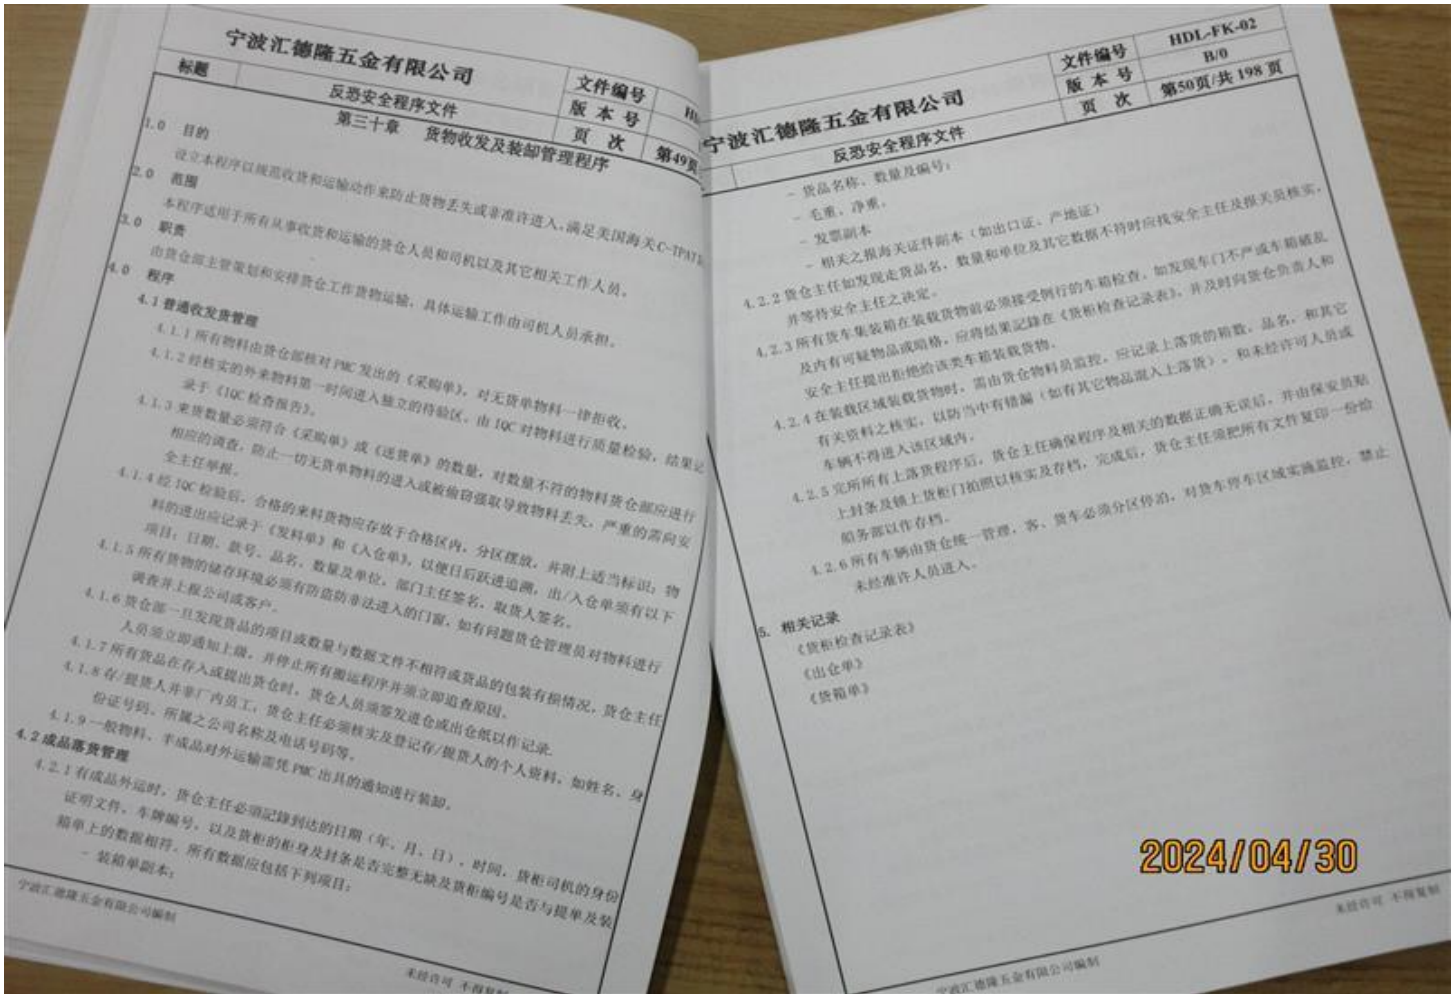 宁波汇德隆五金有限公司
文件编号
标题
反恐安全程序文件
版 本 号
页 次
第49页
第三十章 货物收发及装卸管理程序
1.0 目的
设立本程序以规范收货和运输动作来防止货物丢失或非准许进入,满足美国海关C-TPAT
2.0 范围
本程序适用于所有从事收货和运输的货仓人员和司机以及其它相关工作人员。
3.0 职责
由货仓部主管策划和安排货仓工作货物运输,具体运输工作由司机人员承担。
4.0 程序
4.1普通收发货管理
4.1.1所有物料由货仓部核对PMC发出的《采购单》,对无货单物料一律拒收。
4.1.2经核实的外来物料第一时间进入独立的待验区,由IQC对物料进行质量检验,结果记
录于《IQC检查报告》。
4.1.3来货数量必须符合《采购单》或《送货单》的数量,对数量不符的物料货仓部应进行
相应的调查,防止一切无货单物料的进入或被偷窃强取导致物料丢失,严重的需向安
全主任举报。
4.1.4经IQC检验后,合格的来料货物应存放于合格区内,分区摆放,并附上适当标识;物
料的进出应记录于《发料单》和《入仓单》,以便日后跃进追溯,出/入仓单须有以下
项目:日期、款号、品名、数量及单位,部门主任签名,取货人签名。
4.1.5所有货物的储存环境必须有防盗防非法进入的门窗,如有问题货仓管理员对物料进行
调查并上报公司或客户。
4.1.6货仓部一旦发现货品的项目或数量与数据文件不相符或货品的包装有损情况,货仓主任
人员须立即通知上级,并停止所有搬运程序并须立即追查原因。
4.1.7所有货品在存入或提出货仓时,货仓人员须签发进仓或出仓纸以作记录.
4.1.8存/提货人并非厂内员工,货仓主任必须核实及登记存/提货人的个人资料,如姓名、身
份证号码、所属之公司名称及电话号码等。
4.1.9一般物料、半成品对外运输需凭PMC出具的通知进行装卸。
4.2成品落货管理
4.2.1有成品外运时,货仓主任必须記錄到达的日期(年、月、日),时间,货柜司机的身份
证明文件、车牌编号,以及货柜的柜身及封条是否完整无缺及货柜编号是否与提单及装
箱单上的数据相符,所有数据应包括下列项目:
- 装箱单副本;
宁波汇德隆五金有限公司编制
未经许可 不得复制
宁波汇德隆五金有限公司
文件编号
HDL-FK-02
版 本 号
B/0
反恐安全程序文件
页 次
第50页/共 198 页
- 货品名称、数量及编号;
- 毛重、净重,
- 发票副本
- 相关之报海关证件副本(如出口证、产地证)
4.2.2货仓主任如发现走货品名、数量和单位及其它数据不符时应找安全主任及报关员核实,
并等待安全主任之决定。
4.2.3所有货车集装箱在装载货物前必须接受例行的车箱检查,如发现车门不严或车箱破乱
及内有可疑物品或暗格,应将结果記錄在《货柜检查记录表》,并及时向货仓负责人和
安全主任提出拒绝给该类车箱装载货物。
4.2.4在装载区域装载货物时,需由货仓物料员监控,应记录上落货的箱数、品名、和其它
有关资料之核实,以防当中有错漏(如有其它物品混入上落货),和未经许可人员或
车辆不得进入该区域内。
4.2.5完所所有上落货程序后,货仓主任确保程序及相关的数据正确无误后,并由保安员贴
上封条及锁上货柜门拍照以核实及存档,完成后,货仓主任须把所有文件复印一份给
船务部以作存档。
4.2.6所有车辆由货仓统一管理,客、货车必须分区停泊,对货车停车区域实施监控,禁止
未经准许人员进入。
5. 相关记录
《货柜检查记录表》
《出仓单》
《货箱单》
2024/04/30
未经许可 不得复制
宁波汇德隆五金有限公司编制